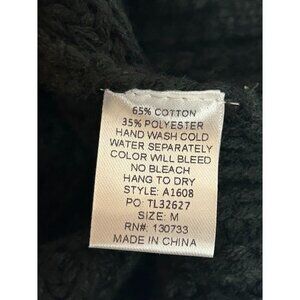 65% COTTON
35% POLYESTER
HAND WASH COLD
WATER SEPARATELY
COLOR WILL BLEED
NO BLEACH
HANG TO DRY
STYLE: A1608
PO: TL32627
SIZE: M
RN#: 130733
MADE IN CHINA